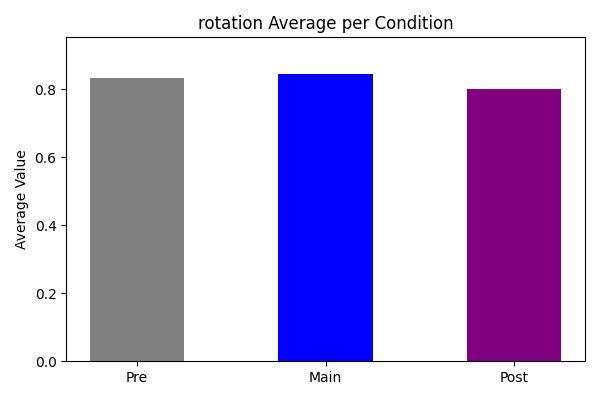 rotation Average per Condition
Average Value
0.8
0.6
0.4
0.2
0.0
Pre
Main
Post